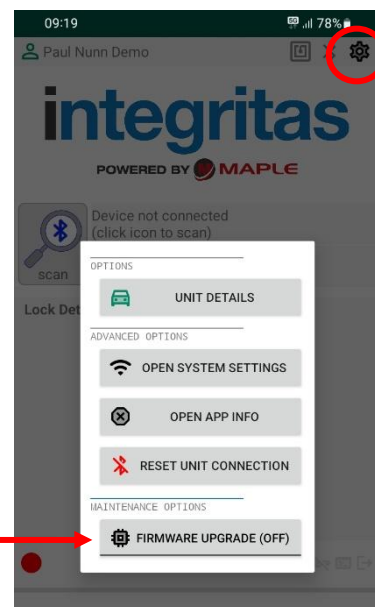 09:19
78%
Paul Nunn Demo
integritas
POWERED BY MAPLE
Device not connected
(click icon to scan)
scan
OPTIONS
UNIT DETAILS
Lock Det
ADVANCED OPTIONS
OPEN SYSTEM SETTINGS
OPEN APP INFO
RESET UNIT CONNECTION
MAINTENANCE OPTIONS
FIRMWARE UPGRADE (OFF)